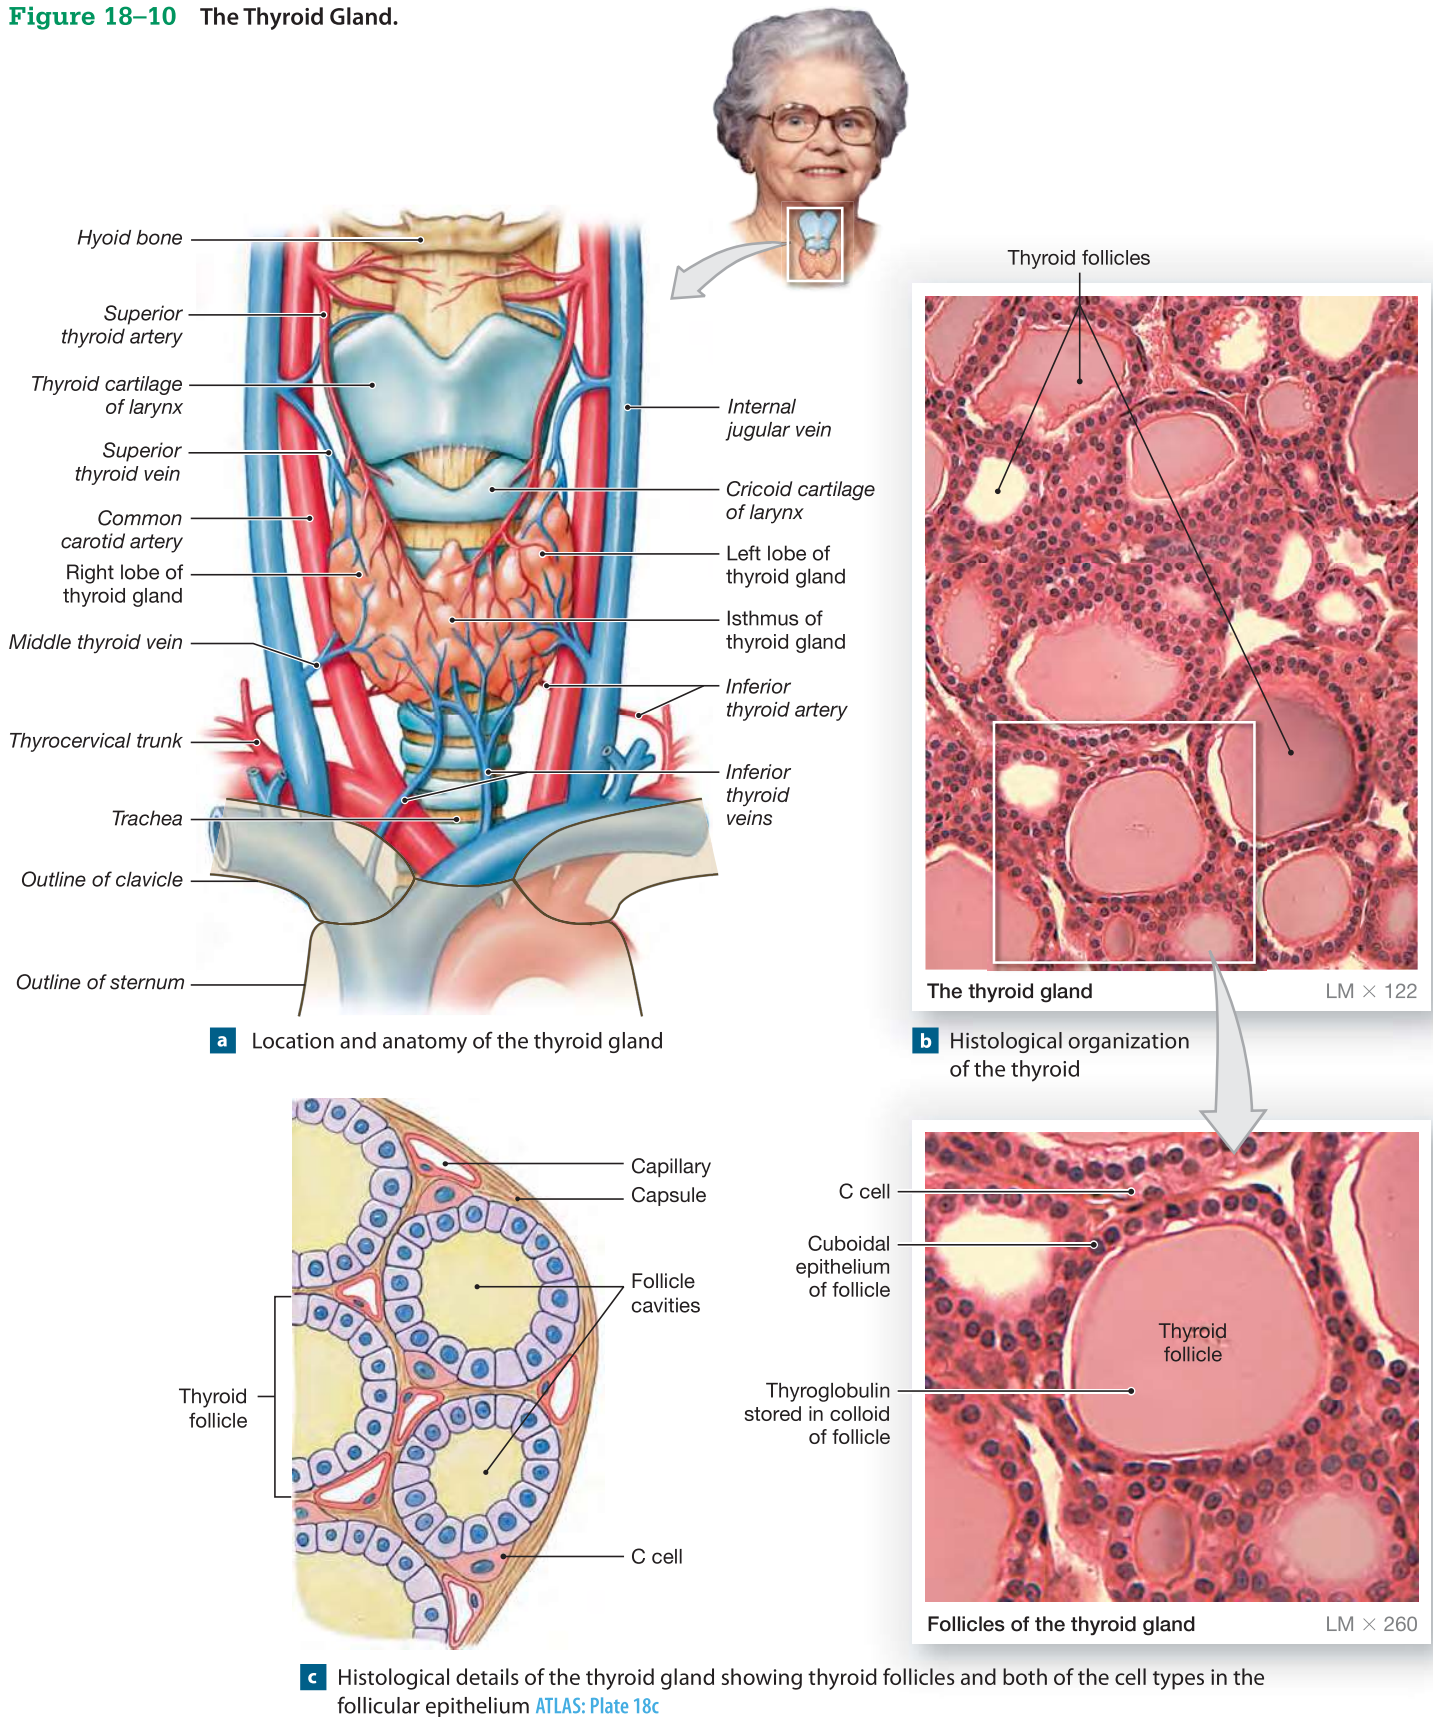 Figure 18–10 The Thyroid Gland.
Hyoid bone
Superior
thyroid artery
Thyroid cartilage
of larynx
Superior
thyroid vein
Common
carotid artery
Right lobe of
thyroid gland
Middle thyroid vein
Thyrocervical trunk
Trachea
Outline of clavicle
Outline of sternum
Internal
jugular vein
Cricoid cartilage
of larynx
Left lobe of
thyroid gland
Isthmus of
thyroid gland
Inferior
thyroid artery
Inferior
thyroid
veins
a Location and anatomy of the thyroid gland
Thyroid follicles
The thyroid gland LM × 122
b Histological organization
of the thyroid
Capillary
Capsule
Follicle
cavities
Thyroid
follicle
C cell
C cell
Cuboidal
epithelium
of follicle
Thyroid
follicle
Thyroglobulin
stored in colloid
of follicle
Follicles of the thyroid gland LM × 260
c Histological details of the thyroid gland showing thyroid follicles and both of the cell types in the
follicular epithelium ATLAS: Plate 18c